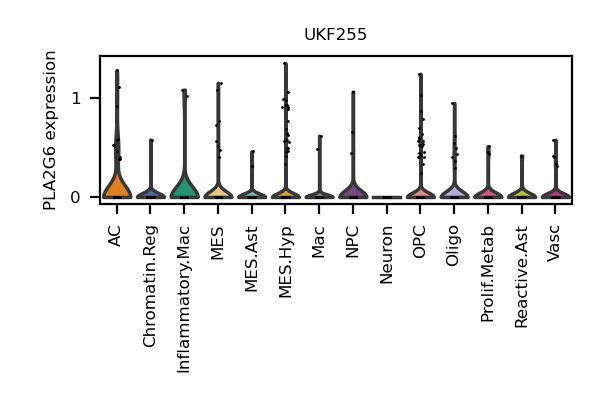 UKF255
PLA2G6 expression
1
0
AC
Chromatin.Reg
Inflammatory.Mac
MES
MES.Ast
MES.Hyp
Mac
NPC
Neuron
OPC
Oligo
Prolif.Metab
Reactive.Ast
Vasc